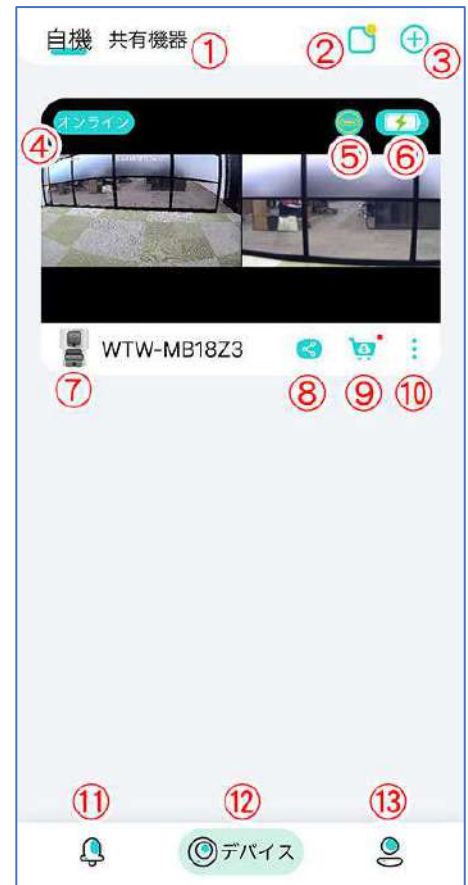 自機 共有機器 ① ② ③
オンライン ④ ⑤ ⑥
WTW-MB18Z3
⑦ ⑧ ⑨ ⑩
⑪ ⑫ ⑬
デバイス